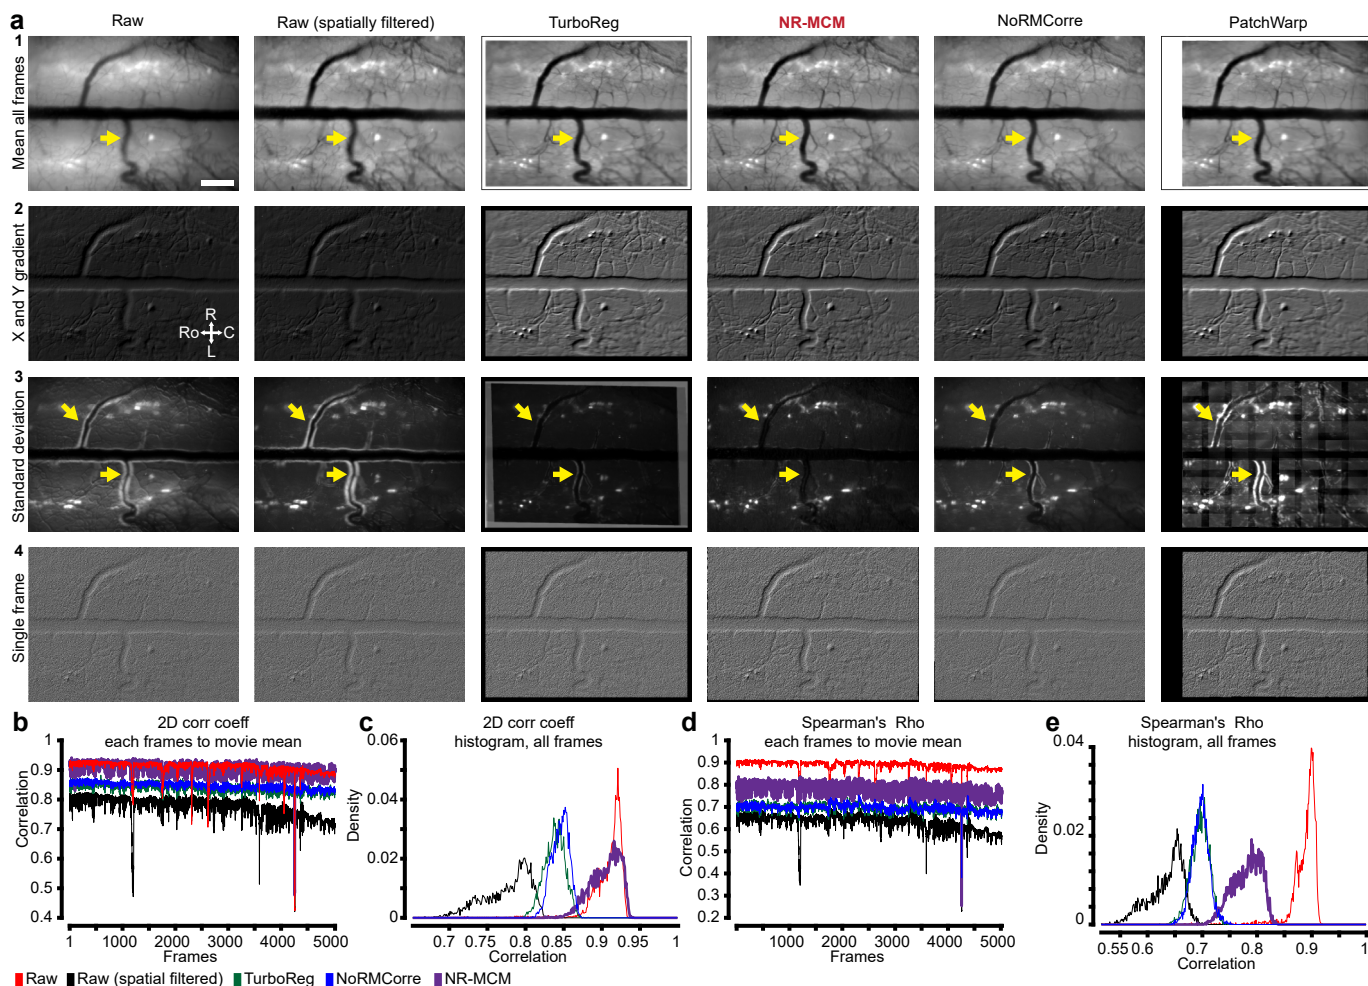 a
Raw
Raw (spatially filtered)
TurboReg
NR-MCM
NoRMCorre
PatchWarp
1
Mean all frames
2
X and Y gradient
R
Ro
C
L
3
Standard deviation
4
Single frame
b
2D corr coeff
each frames to movie mean
Correlation
1
0.9
0.8
0.7
0.6
0.5
0.4
1
1000
2000
3000
4000
5000
Frames
c
2D corr coeff
histogram, all frames
Density
0.06
0.04
0.02
0
0.7
0.75
0.8
0.85
0.9
0.95
1
Correlation
d
Spearman's Rho
each frames to movie mean
Correlation
1
0.9
0.8
0.7
0.6
0.5
0.4
0.3
0.2
1000
2000
3000
4000
5000
Frames
e
Spearman's Rho
histogram, all frames
Density
0.04
0.02
0
0.55
0.6
0.7
0.8
0.9
1
Correlation
Raw
Raw (spatial filtered)
TurboReg
NoRMCorre
NR-MCM